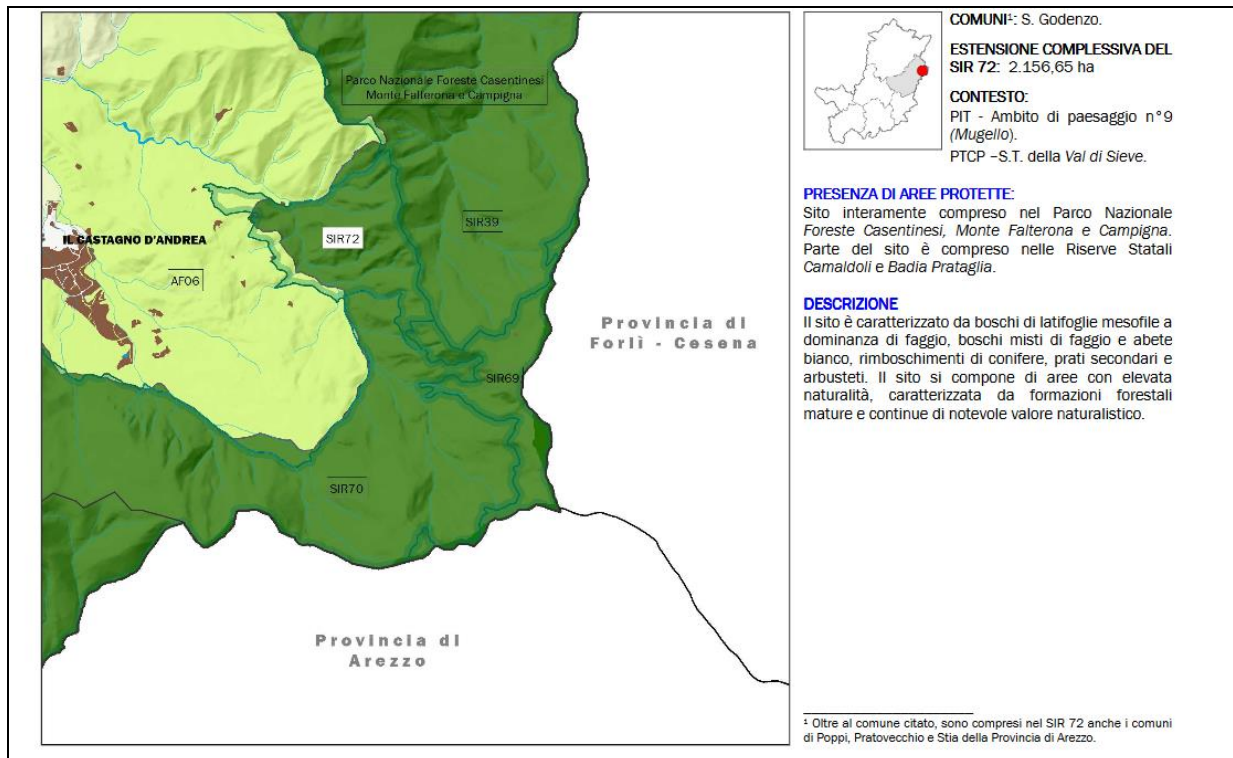 Parco Nazionale Foreste Casentinesi
Monte Falterona e Campigna
SIR39
SIR72
IL CASTAGNO D'ANDREA
AF06
Provincia di
Forlì - Cesena
SIR69
SIR70
Provincia di
Arezzo
COMUNI¹: S. Godenzo.
ESTENSIONE COMPLESSIVA DEL
SIR 72: 2.156,65 ha
CONTESTO:
PIT - Ambito di paesaggio n°9
(Mugello).
PTCP –S.T. della Val di Sieve.
PRESENZA DI AREE PROTETTE:
Sito interamente compreso nel Parco Nazionale
Foreste Casentinesi, Monte Falterona e Campigna.
Parte del sito è compreso nelle Riserve Statali
Camaldoli e Badia Prataglia.
DESCRIZIONE
Il sito è caratterizzato da boschi di latifoglie mesofile a
dominanza di faggio, boschi misti di faggio e abete
bianco, rimboschimenti di conifere, prati secondari e
arbusteti. Il sito si compone di aree con elevata
naturalità, caratterizzata da formazioni forestali
mature e continue di notevole valore naturalistico.
¹ Oltre al comune citato, sono compresi nel SIR 72 anche i comuni
di Poppi, Pratovecchio e Stia della Provincia di Arezzo.